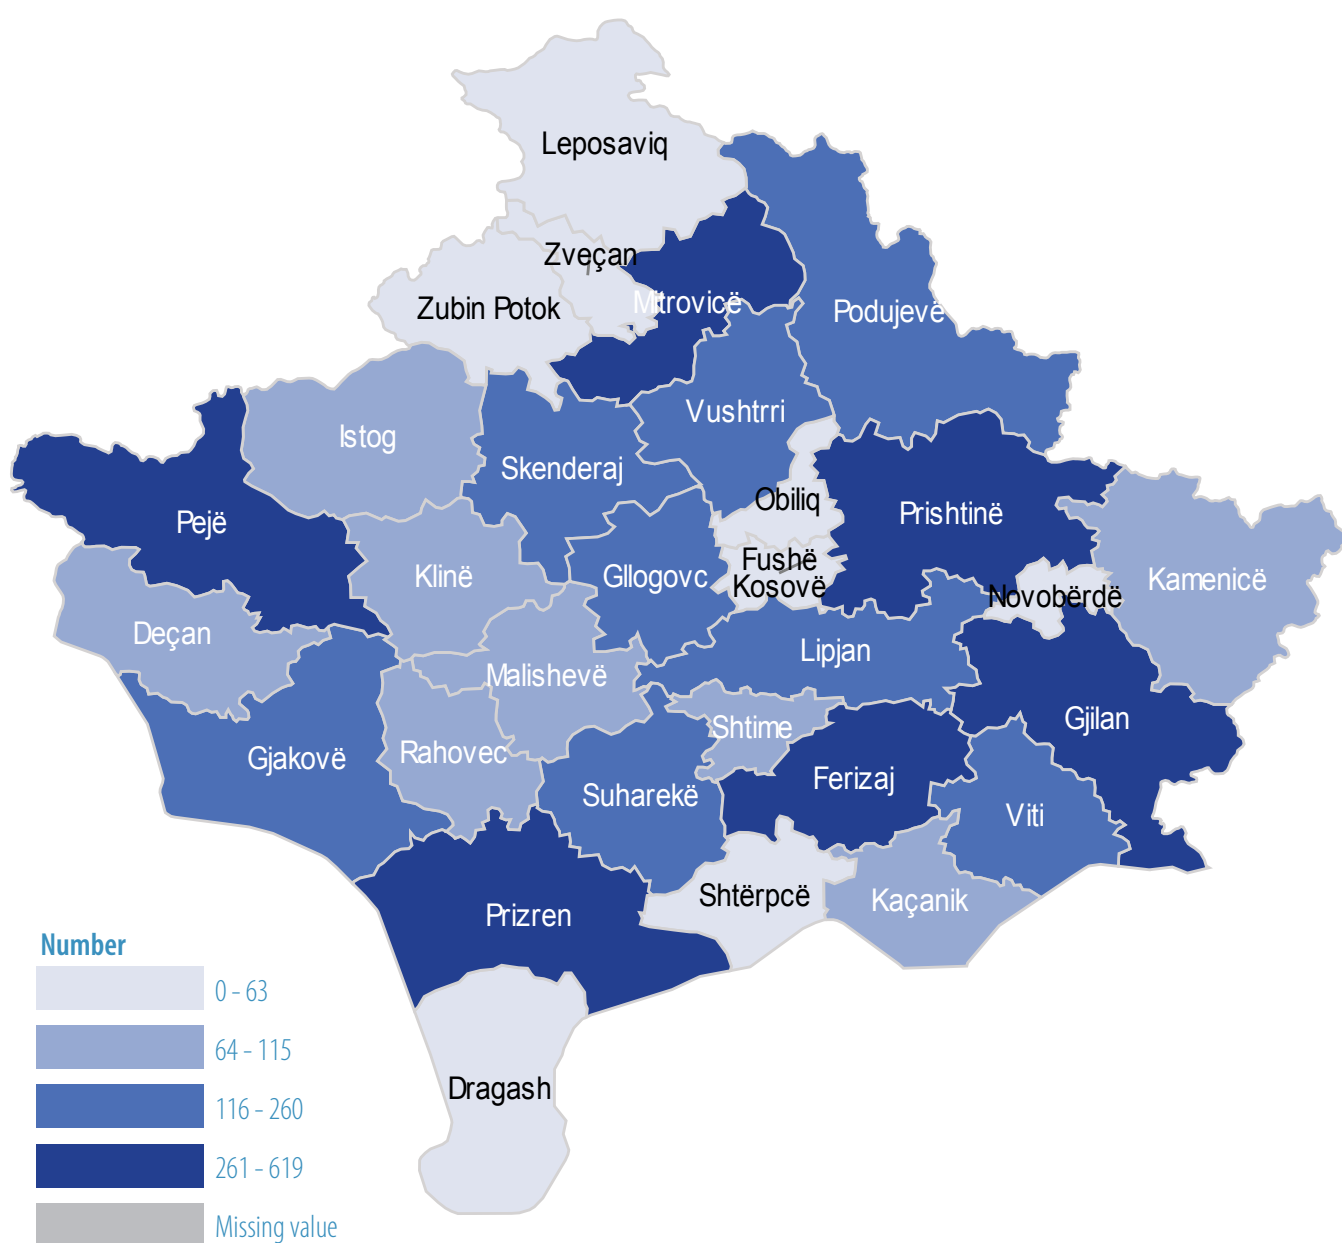 Leposaviq
Zveçan
Zubin Potok
Mitrovicë
Podujevë
Vushtrri
Istog
Skenderaj
Obiliq
Prishtinë
Pejë
Fushë
Kosovë
Gllogovc
Klinë
Kamenicë
Novobërdë
Deçan
Lipjan
Malishevë
Gjilan
Shtime
Rahovec
Gjakovë
Ferizaj
Suharekë
Viti
Shtërpcë
Kaçanik
Prizren
Dragash
Number
0 - 63
64 - 115
116 - 260
261 - 619
Missing value